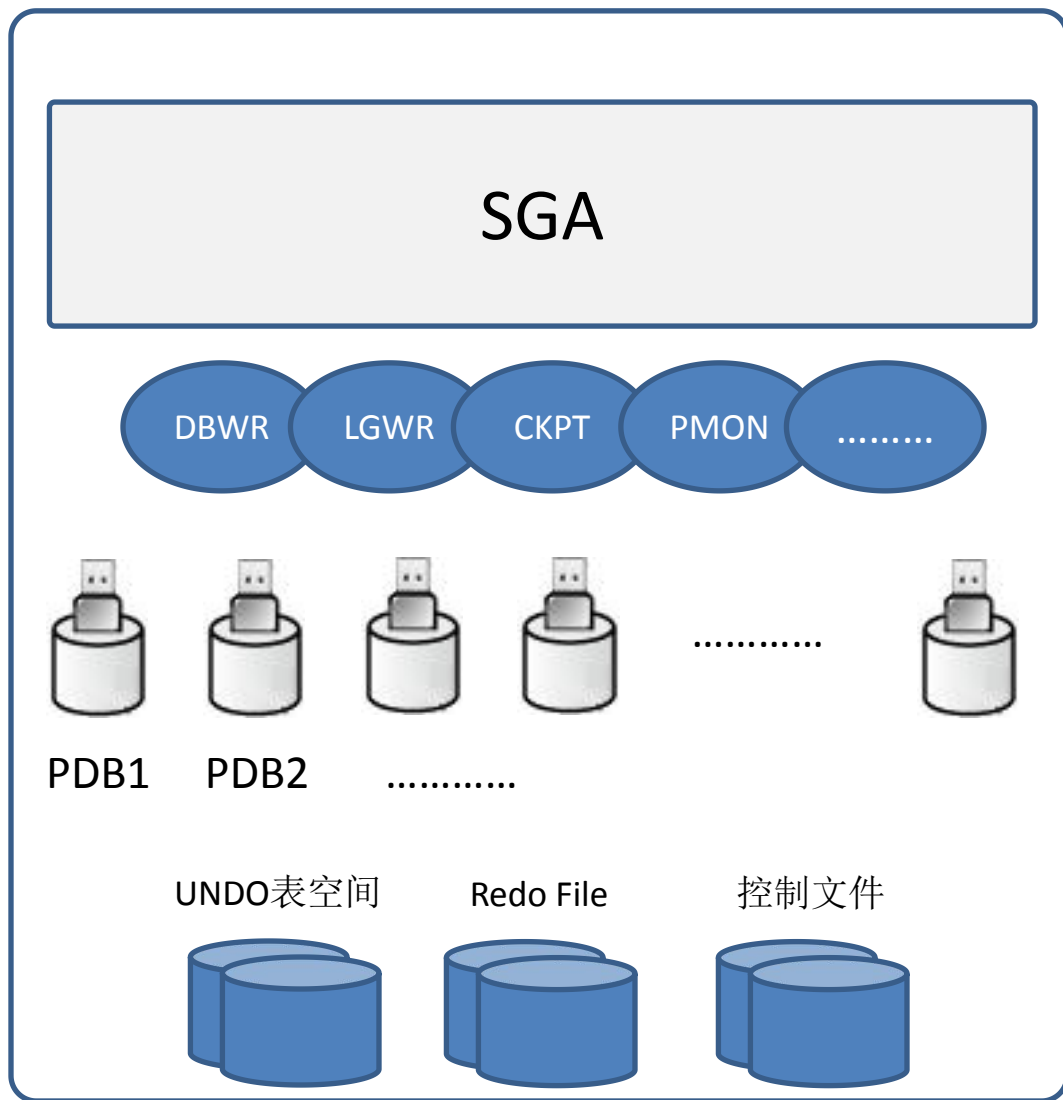 SGA
DBWR LGWR CKPT PMON ………
…………
PDB1 PDB2 …………
UNDO表空间 Redo File 控制文件